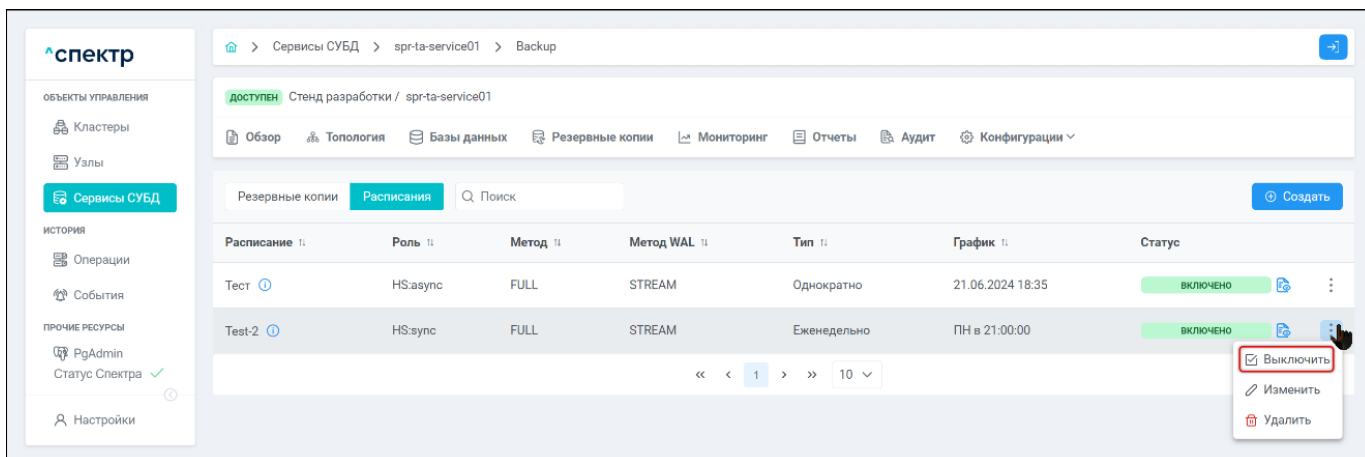 ^спектр
Сервисы СУБД > spr-ta-service01 > Backup
ОБЪЕКТЫ УПРАВЛЕНИЯ
Кластеры
Узлы
Сервисы СУБД
ИСТОРИЯ
Операции
События
ПРОЧИЕ РЕСУРСЫ
PgAdmin
Статус Спектра
Настройки
ДОСТУПЕН Стенд разработки / spr-ta-service01
Обзор Топология Базы данных Резервные копии Мониторинг Отчеты Аудит Конфигурации
Резервные копии Расписания Поиск Создать
Расписание Роль Метод Метод WAL Тип График Статус
Тест HS:async FULL STREAM Однократно 21.06.2024 18:35 ВКЛЮЧЕНО
Test-2 HS:sync FULL STREAM Еженедельно ПН в 21:00:00 ВКЛЮЧЕНО
« < 1 > » 10
Выключить
Изменить
Удалить